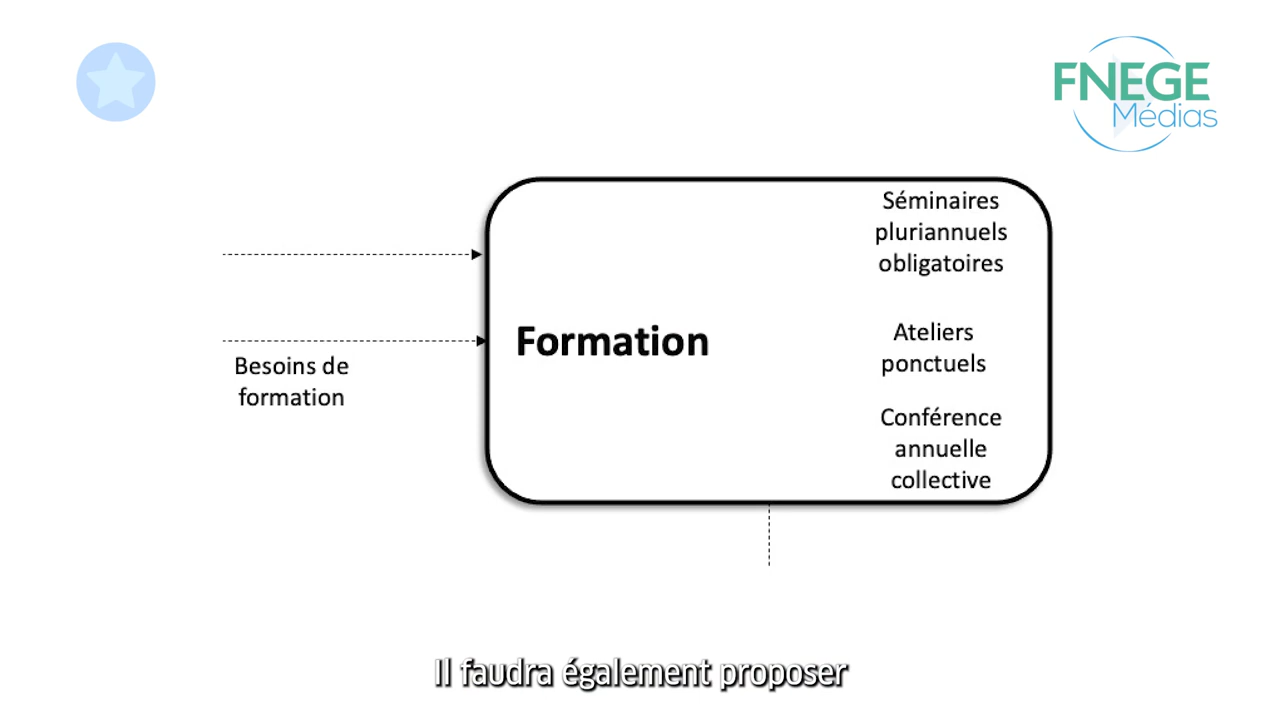 FNEGE
Médias
Séminaires
pluriannuels
obligatoires
Formation
Ateliers
ponctuels
Besoins de
formation
Conférence
annuelle
collective
Il faudra également proposer